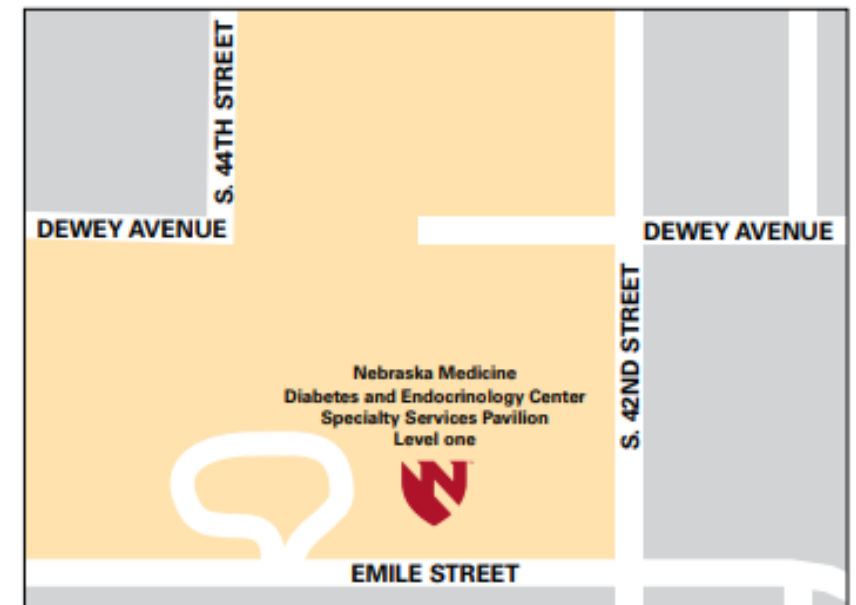 S. 44TH STREET
DEWEY AVENUE
DEWEY AVENUE
S. 42ND STREET
Nebraska Medicine
Diabetes and Endocrinology Center
Specialty Services Pavilion
Level one
EMILE STREET